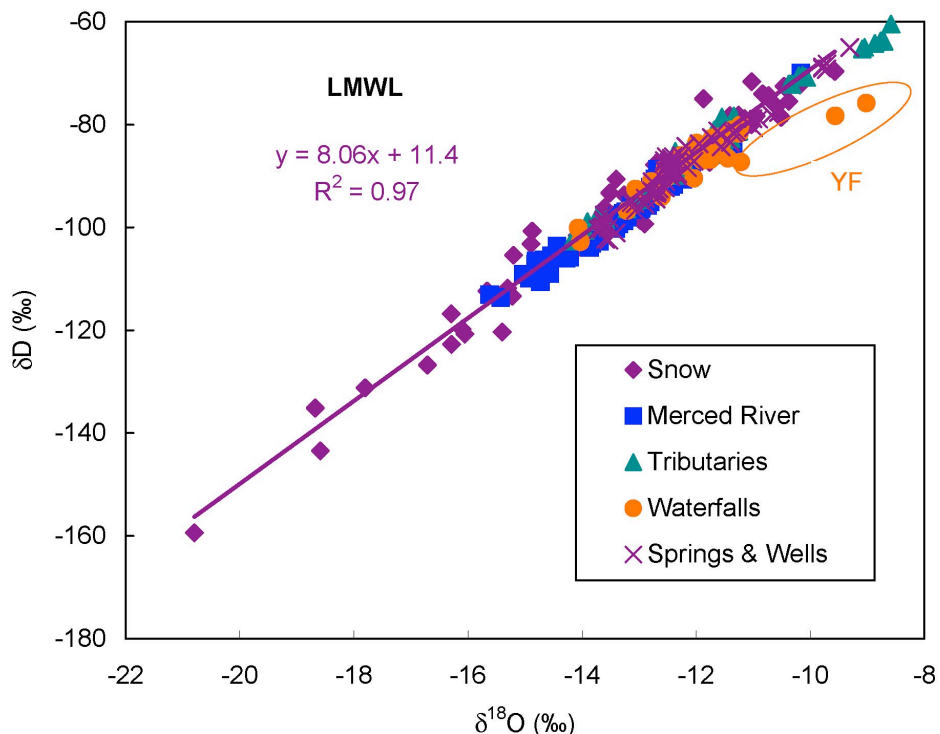 -60
-80
-100
-120
-140
-160
-180
-22
-20
-18
-16
-14
-12
-10
-8
δD (‰)
δ18O (‰)
LMWL
y = 8.06x + 11.4
R2 = 0.97
YF
Snow
Merced River
Tributaries
Waterfalls
Springs & Wells